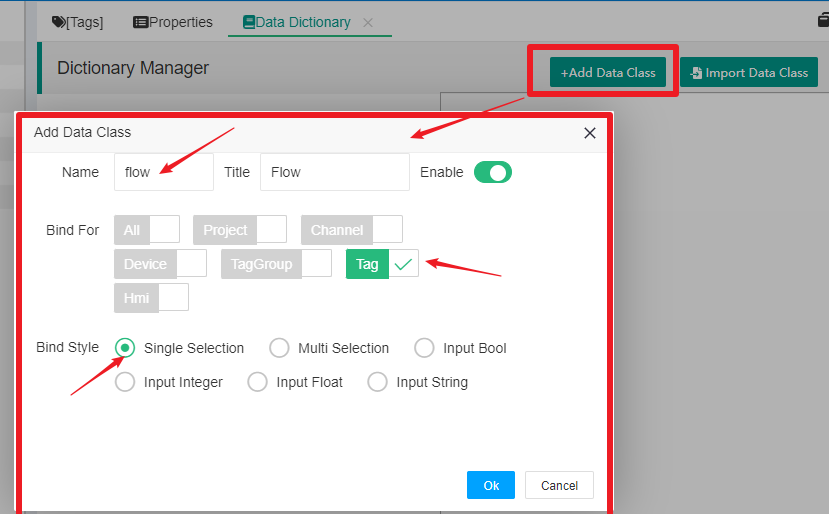 [Tags] Properties Data Dictionary
Dictionary Manager +Add Data Class Import Data Class
Add Data Class
Name flow Title Flow Enable
Bind For All Project Channel
Device TagGroup Tag
Hmi
Bind Style Single Selection Multi Selection Input Bool
Input Integer Input Float Input String
Ok Cancel